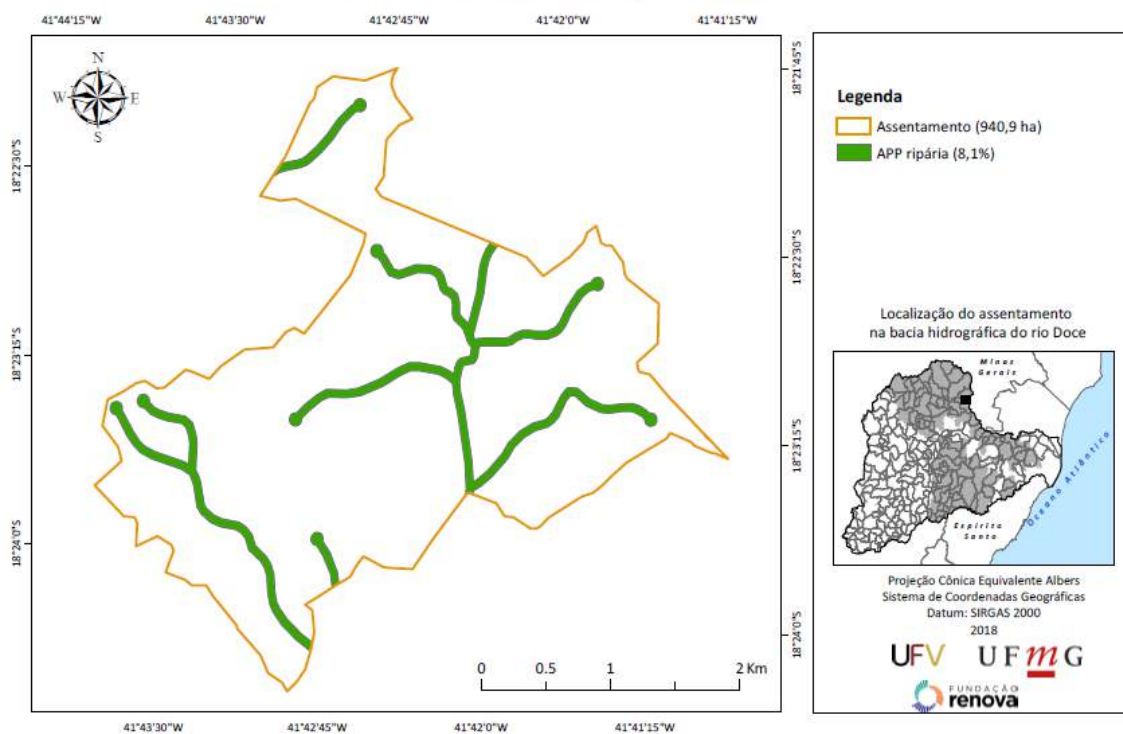 41°44'15"W
41°43'30"W
41°42'45"W
41°42'0"W
41°41'15"W
N
W E
S
18°22'30"S
18°23'15"S
18°24'0"S
18°21'45"S
18°22'30"S
18°23'15"S
18°24'0"S
0 0.5 1 2 Km
41°43'30"W
41°42'45"W
41°42'0"W
41°41'15"W
Legenda
Assentamento (940,9 ha)
APP ripária (8,1%)
Localização do assentamento
na bacia hidrográfica do rio Doce
Minas
Gerais
Espírito
Santo
Oceano Atlântico
Projeção Cônica Equivalente Albers
Sistema de Coordenadas Geográficas
Datum: SIRGAS 2000
2018
UFV UFmG
FUNDAÇÃO
renova